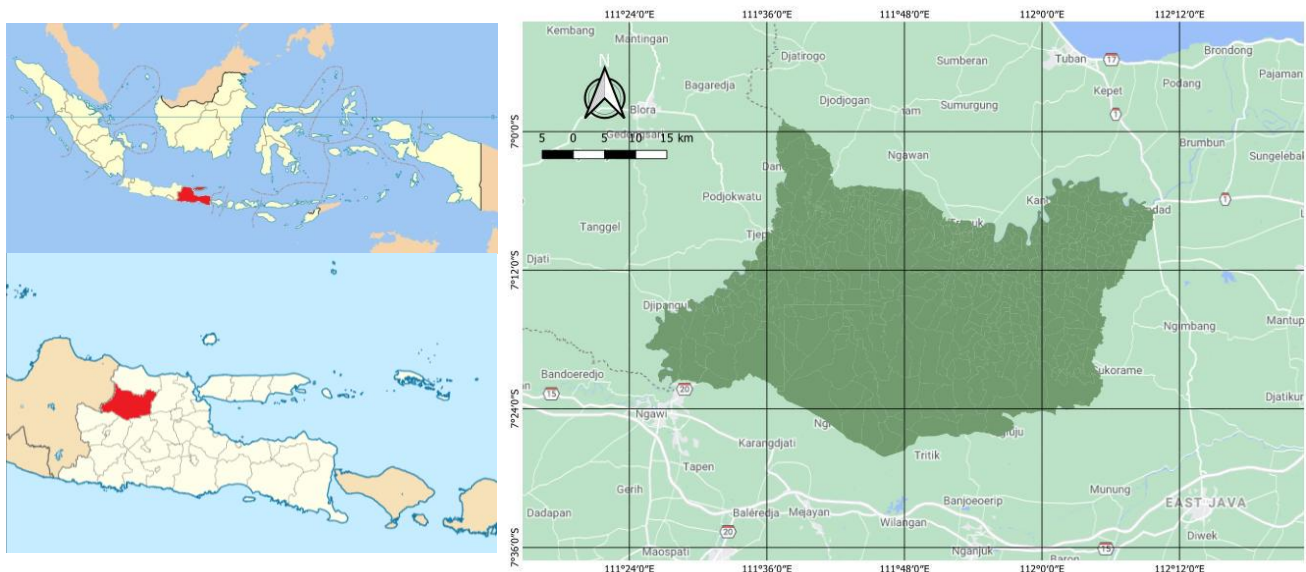 111°24'0"E 111°36'0"E 111°48'0"E 112°0'0"E 112°12'0"E
Kembang
Mantingan
Djatirogo
Sumberan
Tuban
17
Brondong
Bagaredja
Kepet
Podang
Pajaman
N
Blora
Djodjogan
Sumurgung
1
5 0 5 10 15 km
7°0'0"S
Ngawan
Brumbun
Sungelebak
Podjokwatu
1
Tanggel
Djati
7°12'0"S
Djipangu
Ngimbang
Mantup
Bandoeredjo
Sukorame
15
20
Ngawi
Djatikur
7°24'0"S
Karangdjati
Tritik
Tapen
Gerih
Banjoeoerip
Munung
EAST JAVA
Dadapan
Baleredja
Mejayan
Wilangan
Diwek
20
7°36'0"S
Maospati
Nganjuk
Baron
15
111°24'0"E 111°36'0"E 111°48'0"E 112°0'0"E 112°12'0"E